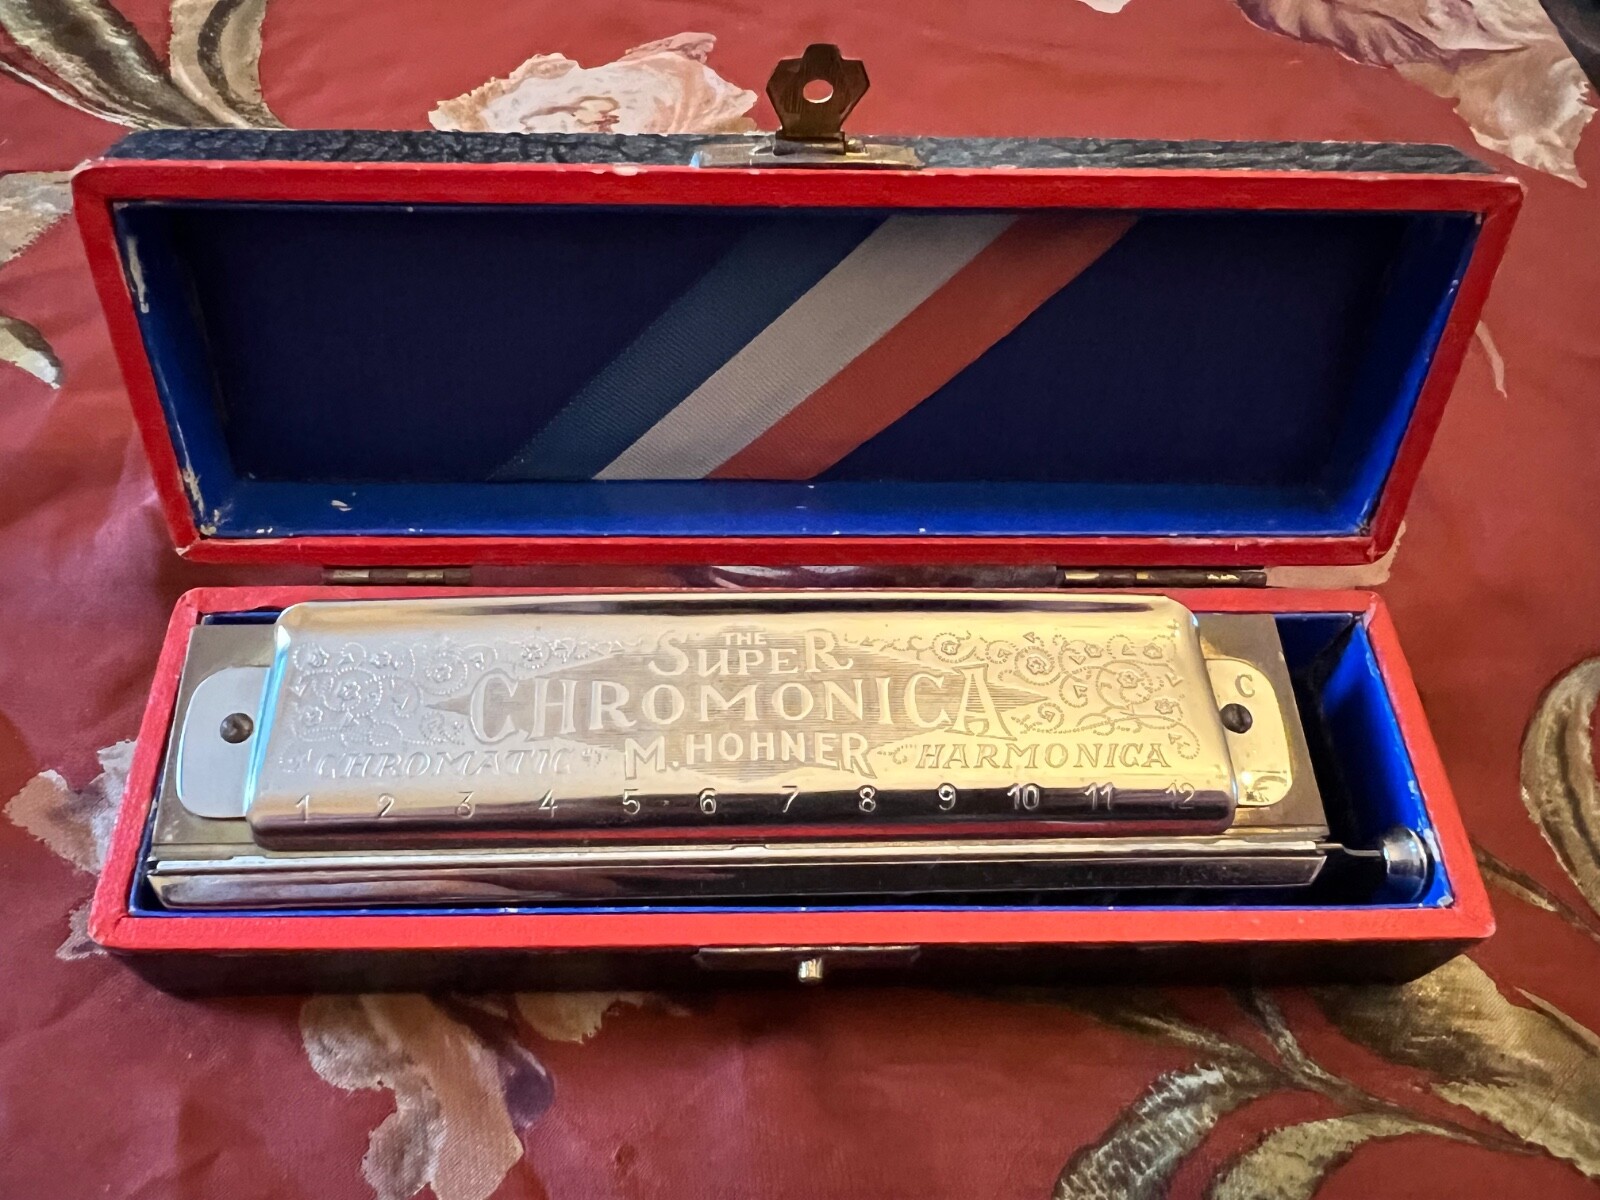 THE
SUPER
CHROMONICA
CHROMATIC M. HOHNER HARMONICA
C
1 2 3 4 5 6 7 8 9 10 11 12